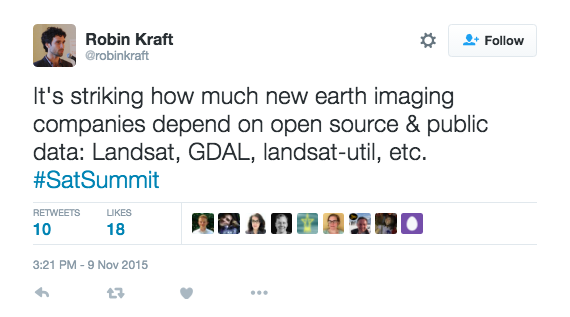 Robin Kraft
@robinkraft
Follow
It's striking how much new earth imaging
companies depend on open source & public
data: Landsat, GDAL, landsat-util, etc.
#SatSummit
RETWEETS LIKES
10 18
3:21 PM - 9 Nov 2015